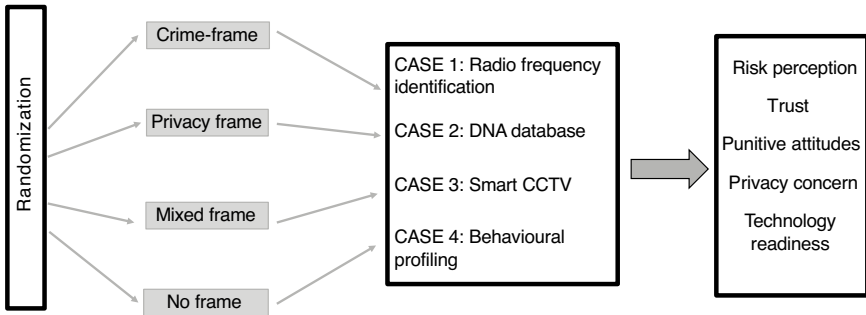 Randomization
Crime-frame
Privacy frame
Mixed frame
No frame
CASE 1: Radio frequency
identification
CASE 2: DNA database
CASE 3: Smart CCTV
CASE 4: Behavioural
profiling
Risk perception
Trust
Punitive attitudes
Privacy concern
Technology
readiness